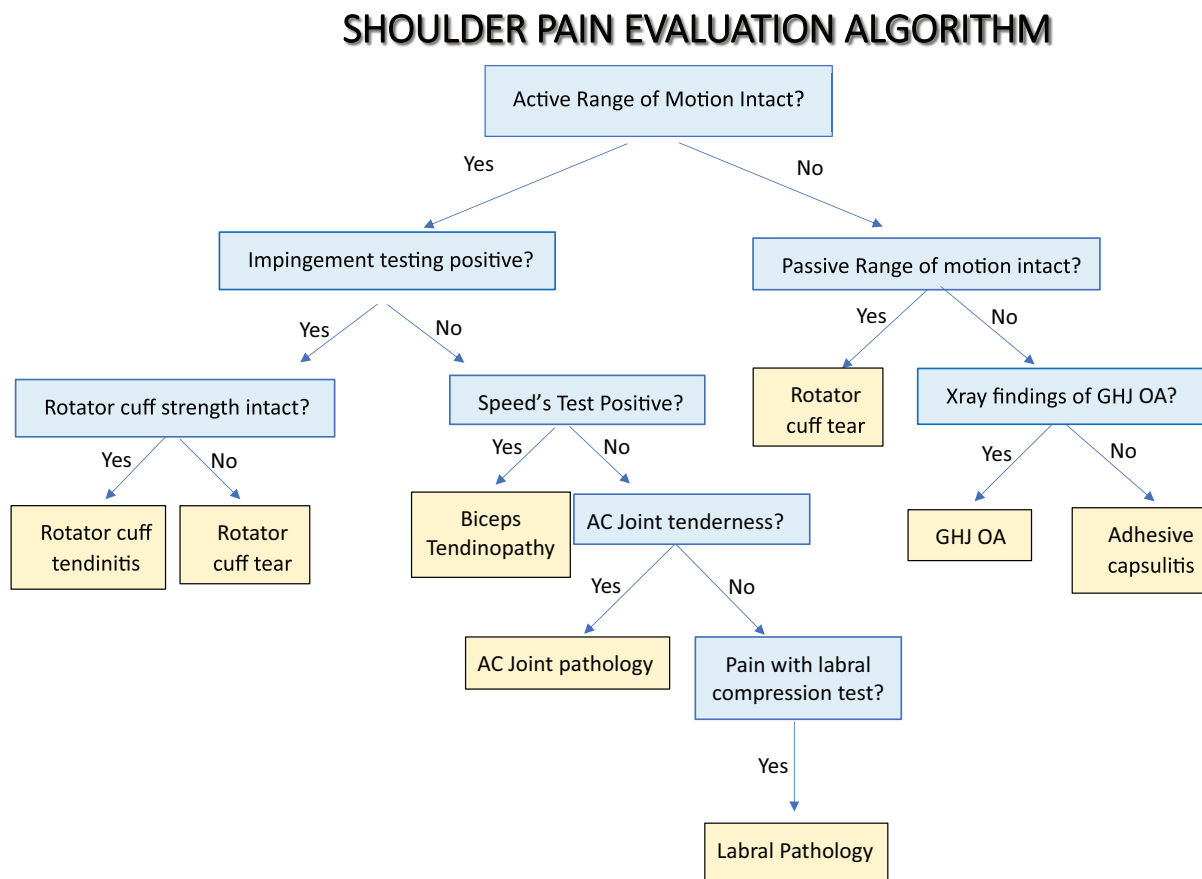 SHOULDER PAIN EVALUATION ALGORITHM
Active Range of Motion Intact?
Yes
No
Impingement testing positive?
Passive Range of motion intact?
Yes
No
Yes
No
Rotator cuff strength intact?
Speed's Test Positive?
Rotator
cuff tear
Xray findings of GHJ OA?
Yes
No
Yes
No
Yes
No
Rotator cuff
tendinitis
Rotator
cuff tear
Biceps
Tendinopathy
AC Joint tenderness?
GHJ OA
Adhesive
capsulitis
Yes
No
AC Joint pathology
Pain with labral
compression test?
Yes
Labral Pathology